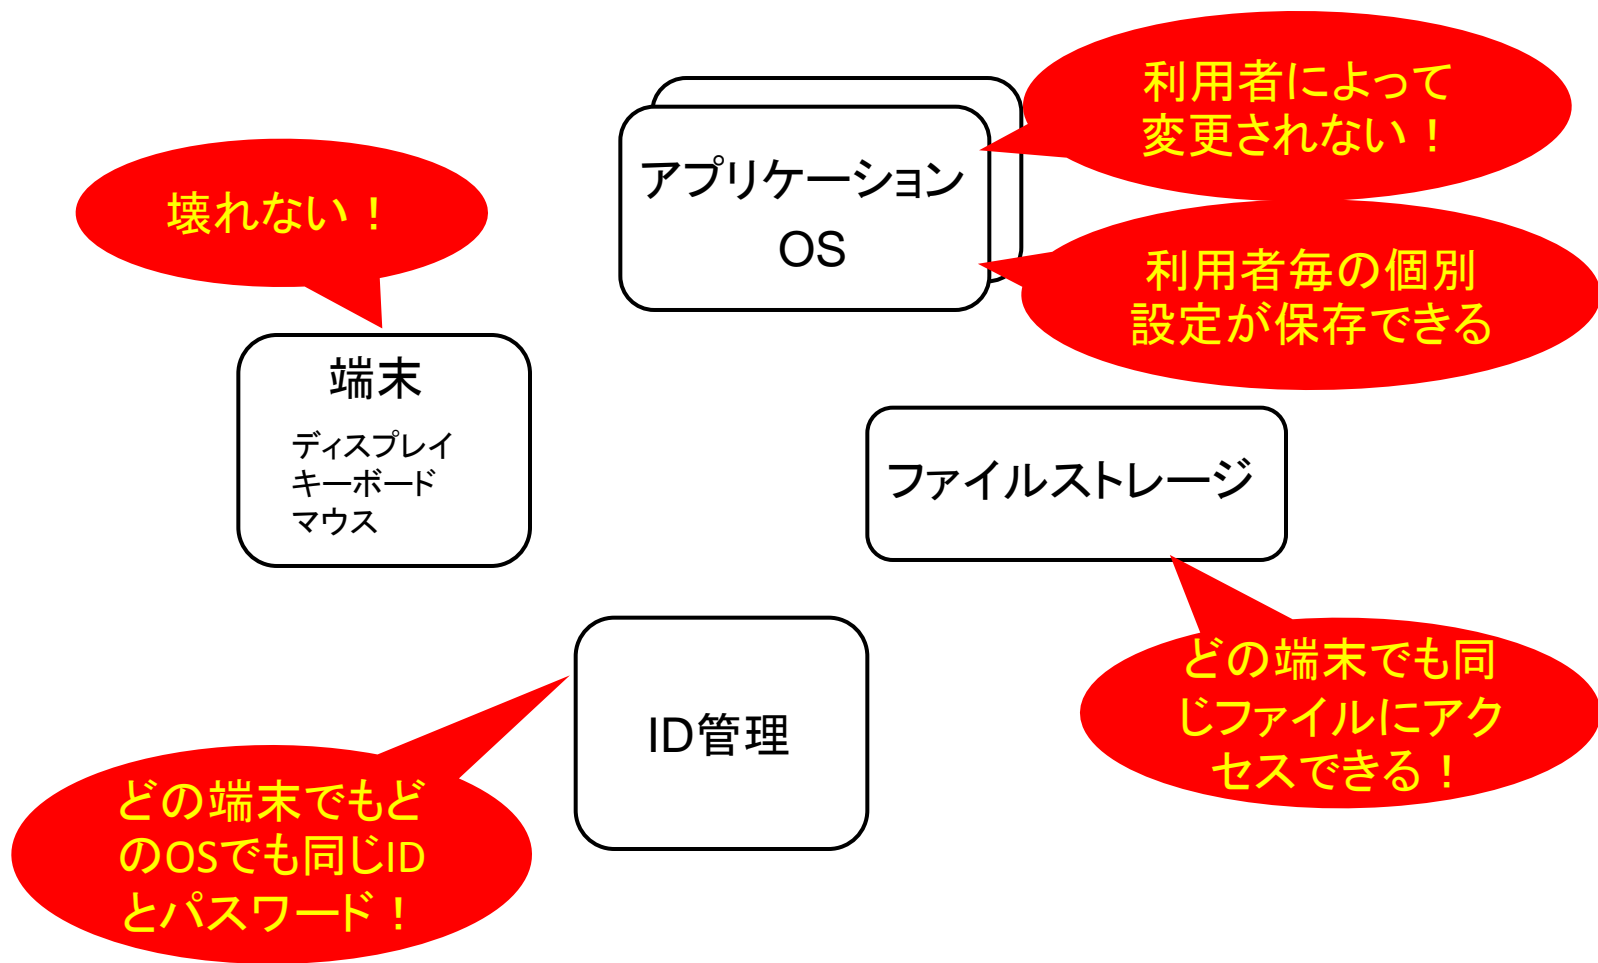 利用者によって
変更されない！
アプリケーション
OS
壊れない！
利用者毎の個別
設定が保存できる
端末
ディスプレイ
キーボード
マウス
ファイルストレージ
どの端末でも同
じファイルにアク
セスできる！
ID管理
どの端末でもど
のOSでも同じID
とパスワード！